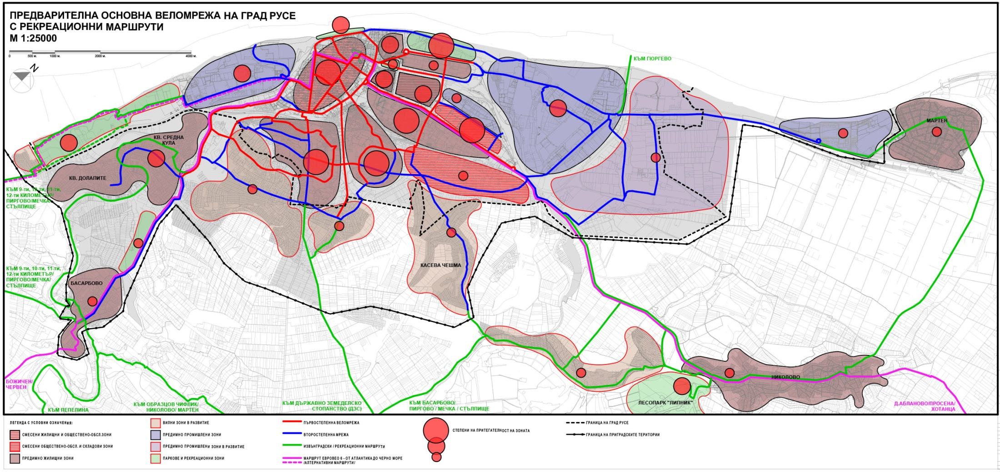 ПРЕДВАРИТЕЛНА ОСНОВНА ВЕЛОМРЕЖА НА ГРАД РУСЕ
С РЕКРЕАЦИОННИ МАРШРУТИ
М 1:25000
0 500 м. 1000 м. 2000 м. 4000 м.
N
КЪМ ГЮРГЕВО
МАРТЕН
КВ. СРЕДНА
КУЛА
КВ. ДОЛАПИТЕ
КЪМ 9-ти, 10-ти, 11-ти,
12-ти КИЛОМЕТЪР/
ПИРГОВО/МЕЧКА/
СТЪЛПИЩЕ
КЪМ 9-ти, 10-ти, 11-ти,
12-ти КИЛОМЕТЪР/
ПИРГОВО/МЕЧКА/
СТЪЛПИЩЕ
БАСАРБОВО
КАСЕВА ЧЕШМА
БОЖИЧЕН/
ЧЕРВЕН
КЪМ ПЕПЕЛИНА
КЪМ ОБРАЗЦОВ ЧИФЛИК/
НИКОЛОВО/ МАРТЕН
КЪМ ДЪРЖАВНО ЗЕМЕДЕЛСКО
СТОПАНСТВО (ДЗС)
КЪМ БАСАРБОВО/
ПИРГОВО / МЕЧКА / СТЪЛПИЩЕ
ЛЕСОПАРК "ЛИПНИК"
НИКОЛОВО
Д.АБЛАНОВО/ПРОСЕНА/
ХОТАНЦА
ЛЕГЕНДА С УСЛОВНИ ОЗНАЧЕНИЯ:
СМЕСЕНИ ЖИЛИЩНИ И ОБЩЕСТВЕНО-ОБСЛ.ЗОНИ
СМЕСЕНИ ОБЩЕСТВЕНО-ОБСЛ. И СКЛАДОВИ ЗОНИ
ПРЕДИМНО ЖИЛИЩНИ ЗОНИ
ВИЛНИ ЗОНИ В РАЗВИТИЕ
ПРЕДИМНО ПРОМИШЛЕНИ ЗОНИ
ПРЕДИМНО ПРОМИШЛЕНИ ЗОНИ В РАЗВИТИЕ
ПАРКОВЕ И РЕКРЕАЦИОННИ ЗОНИ
ПЪРВОСТЕПЕННА ВЕЛОМРЕЖА
ВТОРОСТЕПЕННА МРЕЖА
ИЗВЪНГРАДСКИ / РЕКРЕАЦИОННИ МАРШРУТИ
МАРШРУТ ЕВРОВЕО 6 - ОТ АТЛАНТИКА ДО ЧЕРНО МОРЕ
/АЛТЕРНАТИВНИ МАРШРУТИ/
СТЕПЕНИ НА ПРИТЕГАТЕЛНОСТ НА ЗОНАТА
ГРАНИЦА НА ГРАД РУСЕ
ГРАНИЦА НА ПРИГРАДСКИТЕ ТЕРИТОРИИ